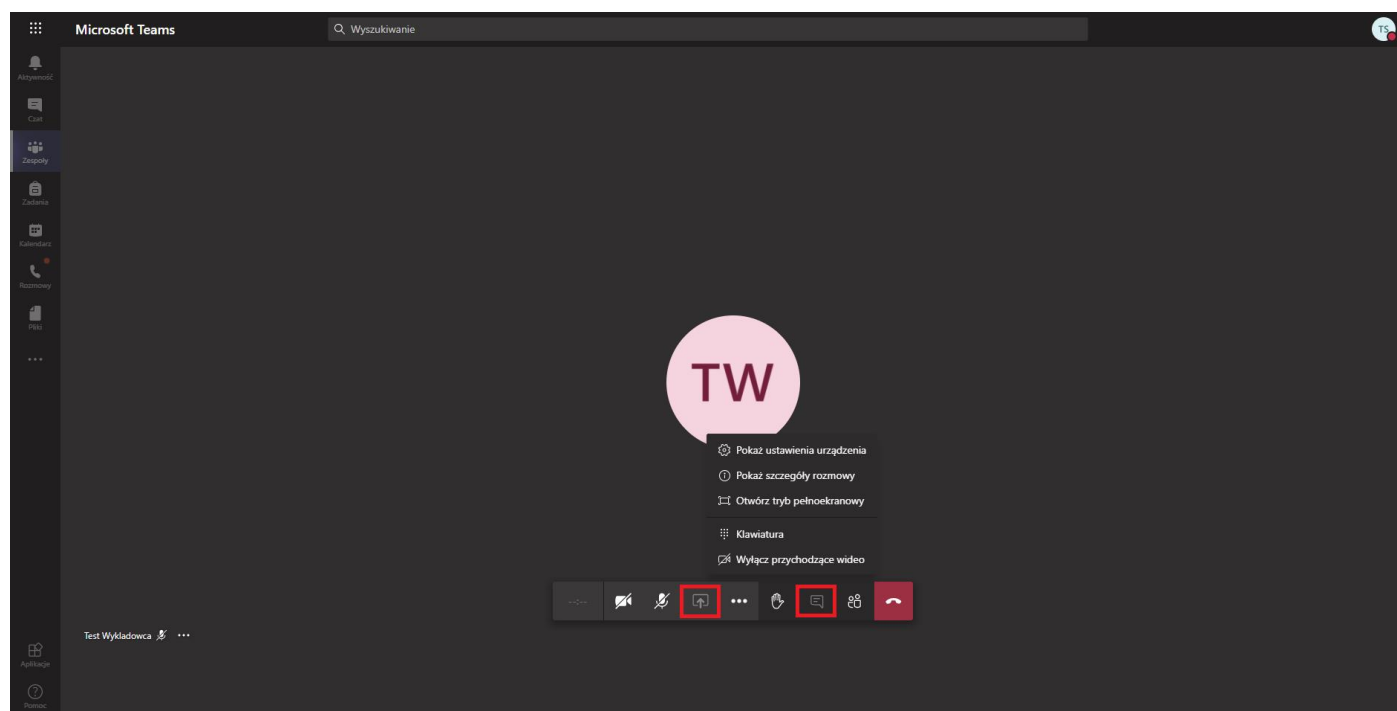 Microsoft Teams
Wyszukiwanie
TS
Aktywność
Czat
Zespoły
Zadania
Kalendarz
Rozmowy
Pliki
TW
Pokaż ustawienia urządzenia
Pokaż szczegóły rozmowy
Otwórz tryb pełnoekranowy
Klawiatura
Wyłącz przychodzące wideo
--:--
Test Wykladowca
Aplikacje
Pomoc